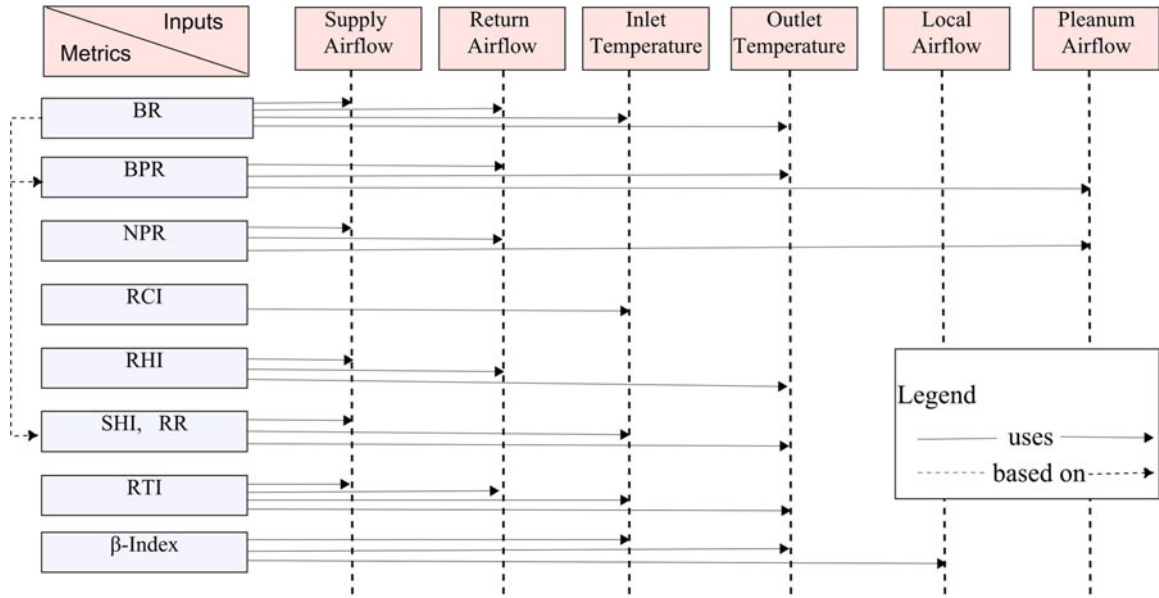 Inputs
Metrics
Supply
Airflow
Return
Airflow
Inlet
Temperature
Outlet
Temperature
Local
Airflow
Pleanum
Airflow
BR
BPR
NPR
RCI
RHI
SHI, RR
RTI
β-Index
Legend
uses
based on